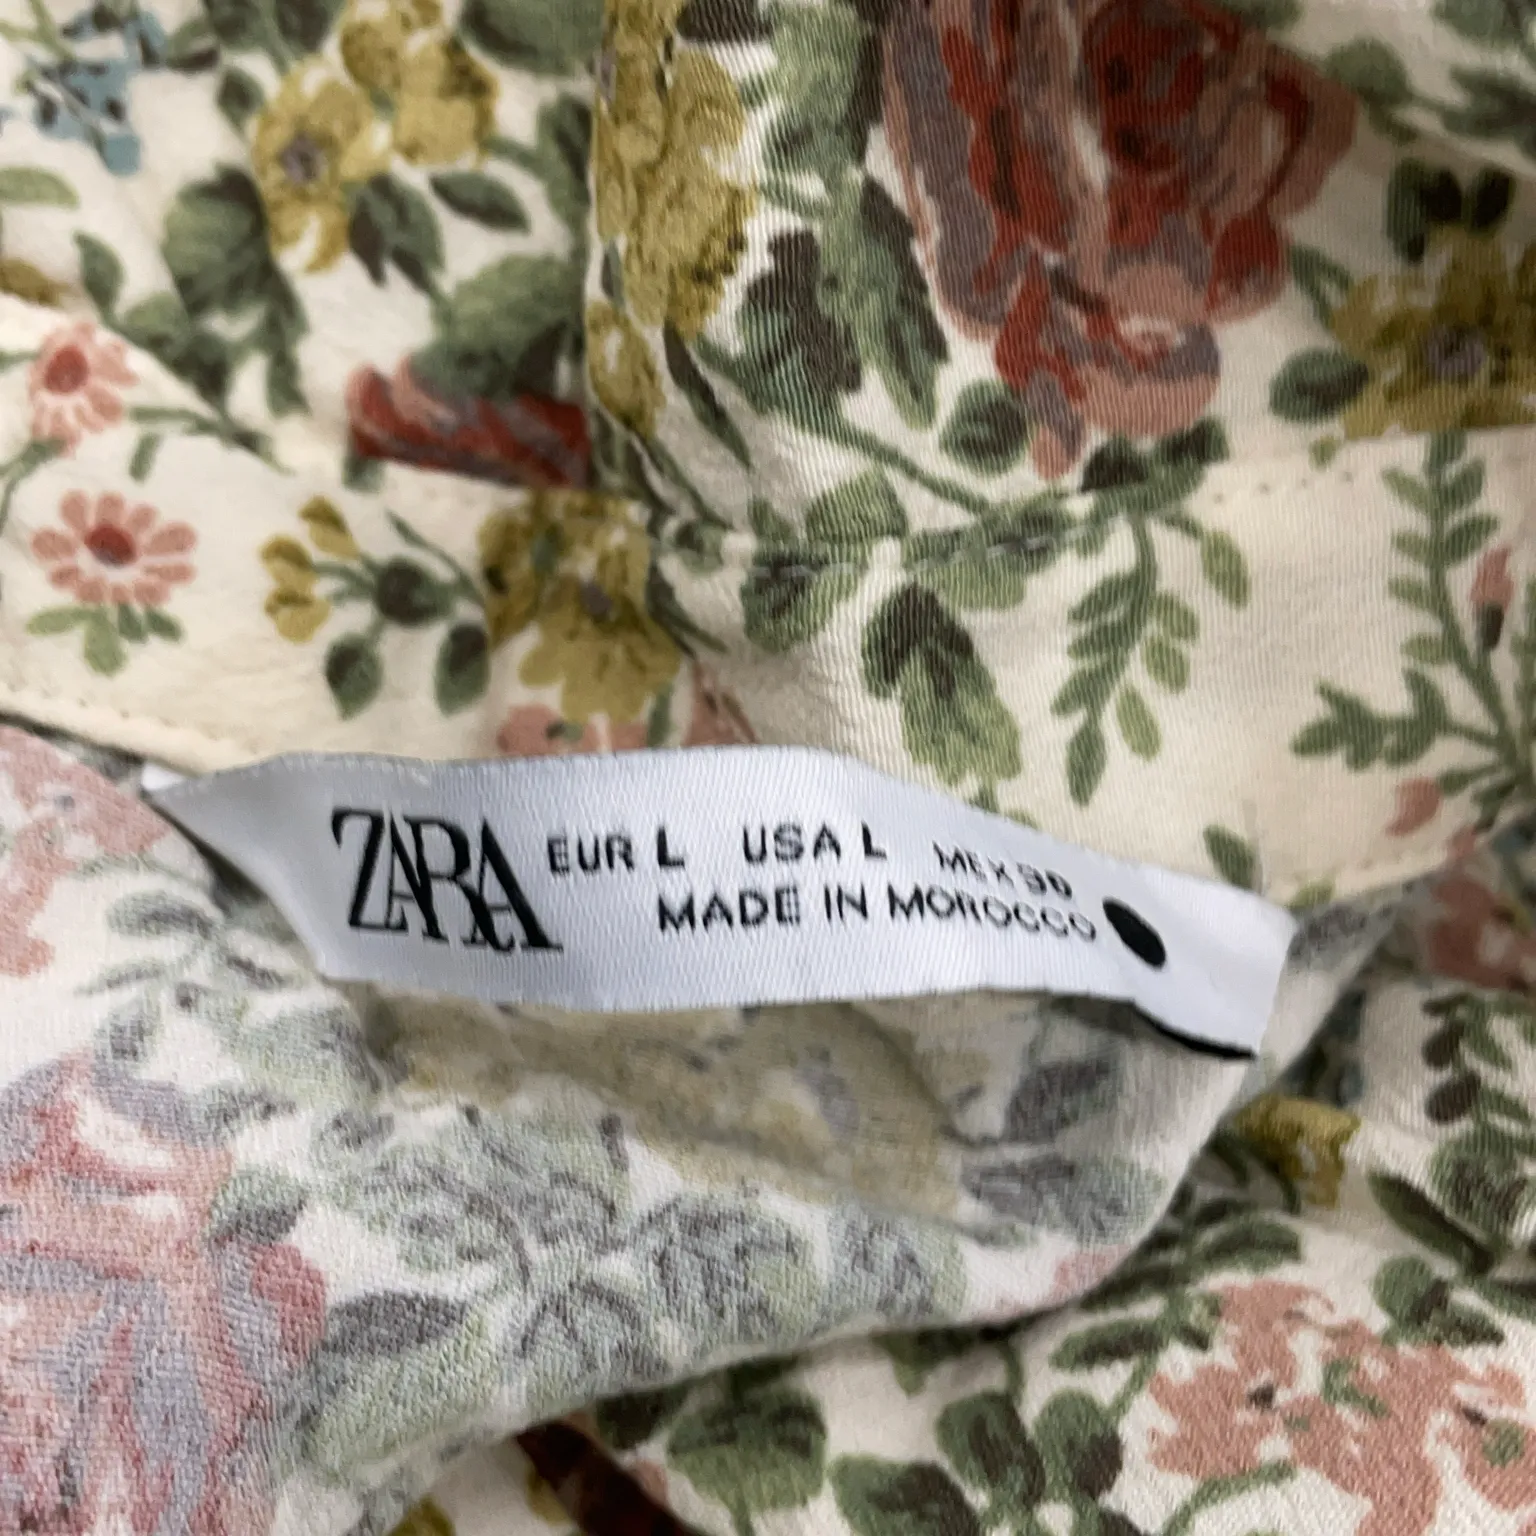 ZARA EUR L USA L MEX 30
MADE IN MOROCCO